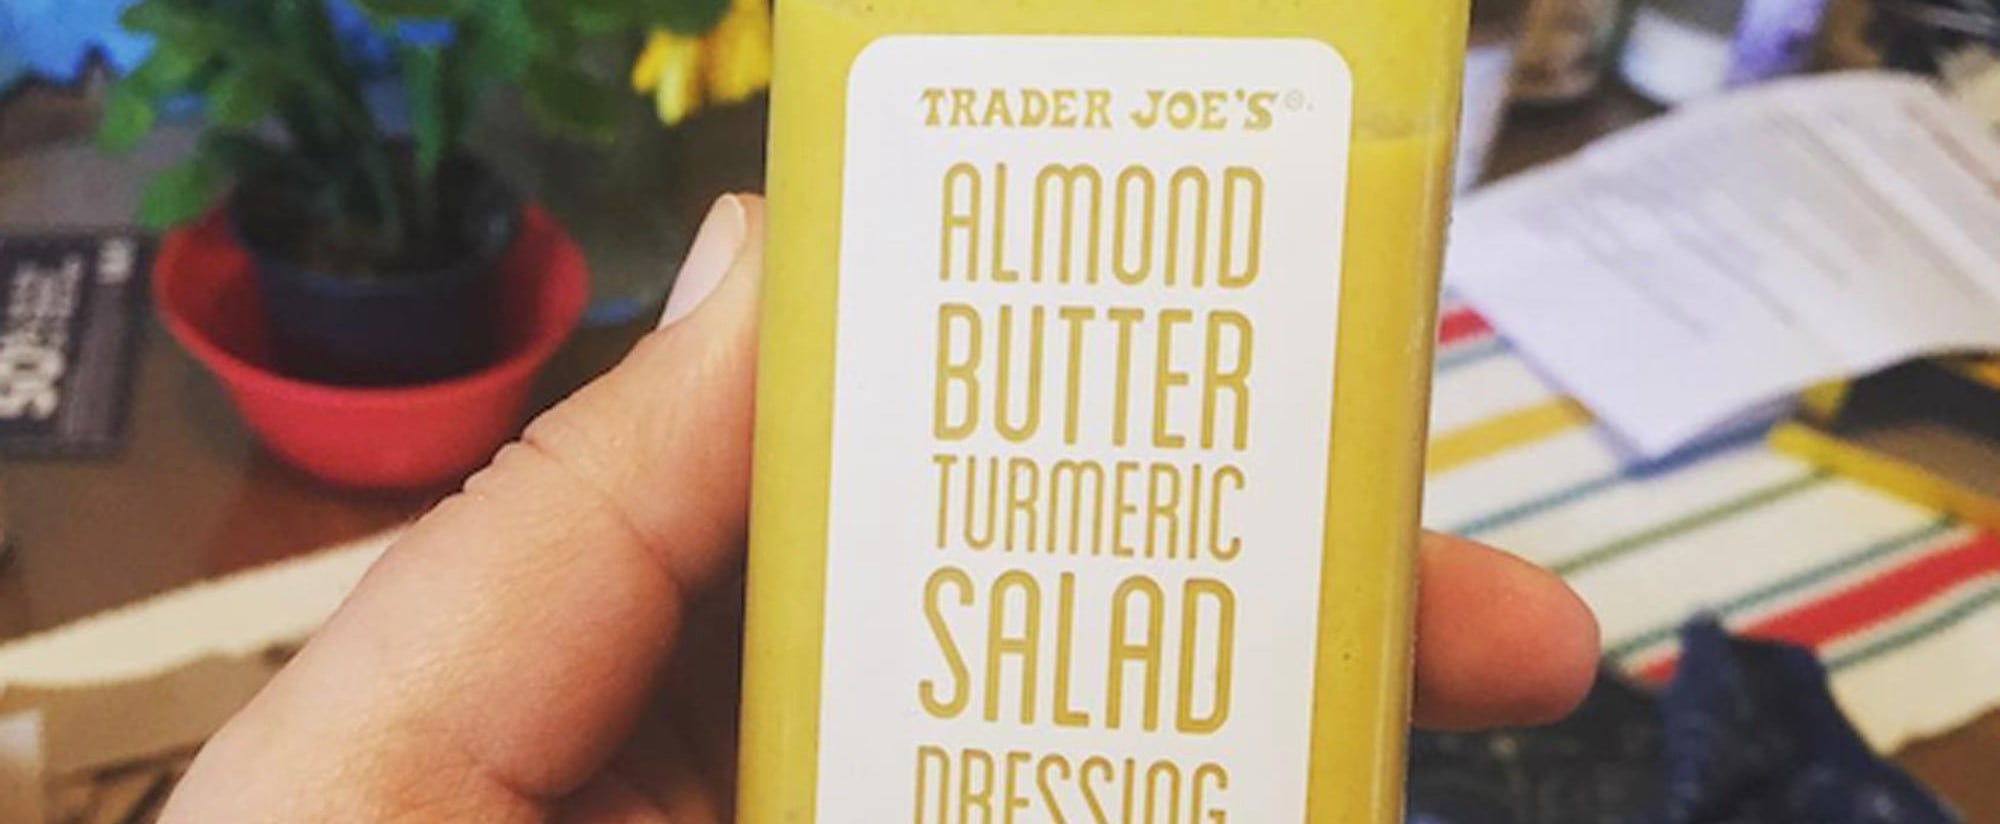 TRADER JOE'S®
ALMOND
BUTTER
TURMERIC
SALAD
DRESSING